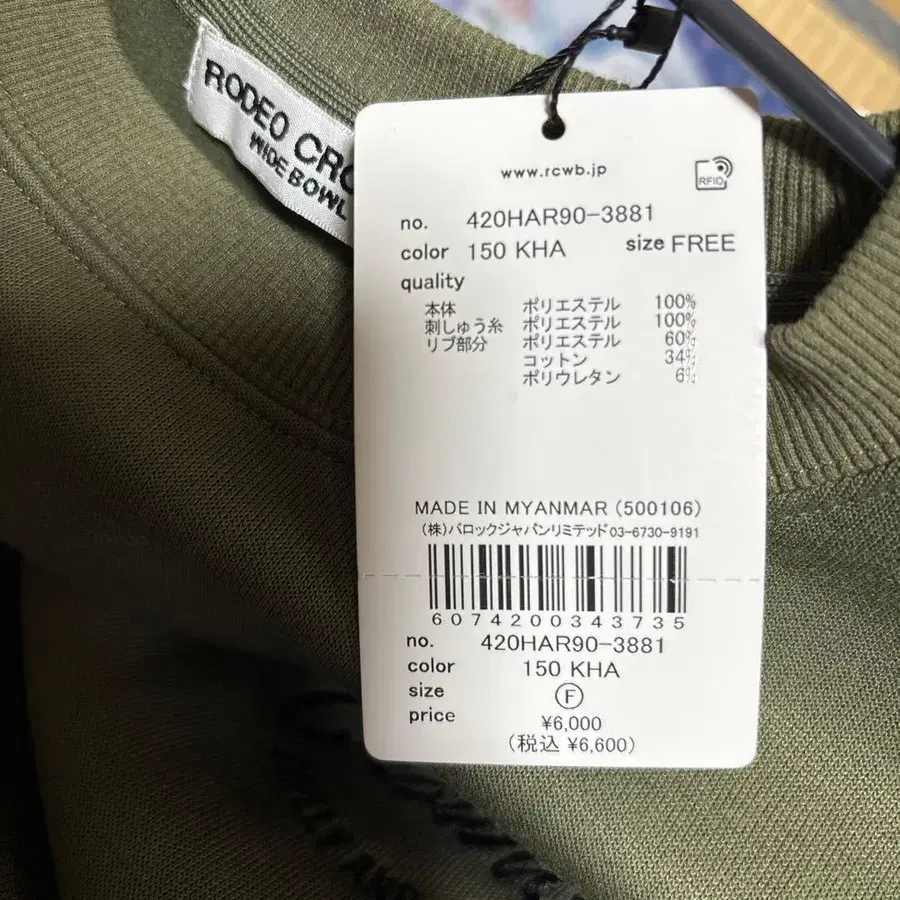 RODEO CRO
WIDE BOWL
www.rcwb.jp
RFID
no. 420HAR90-3881
color 150 KHA size FREE
quality
本体 ポリエステル 100%
刺しゅう糸 ポリエステル 100%
リブ部分 ポリエステル 60%
コットン 34%
ポリウレタン 6%
MADE IN MYANMAR (500106)
(株)バロックジャパンリミテッド 03-6730-9191
6074200343735
no. 420HAR90-3881
color 150 KHA
size F
price ¥6,000
(税込 ¥6,600)